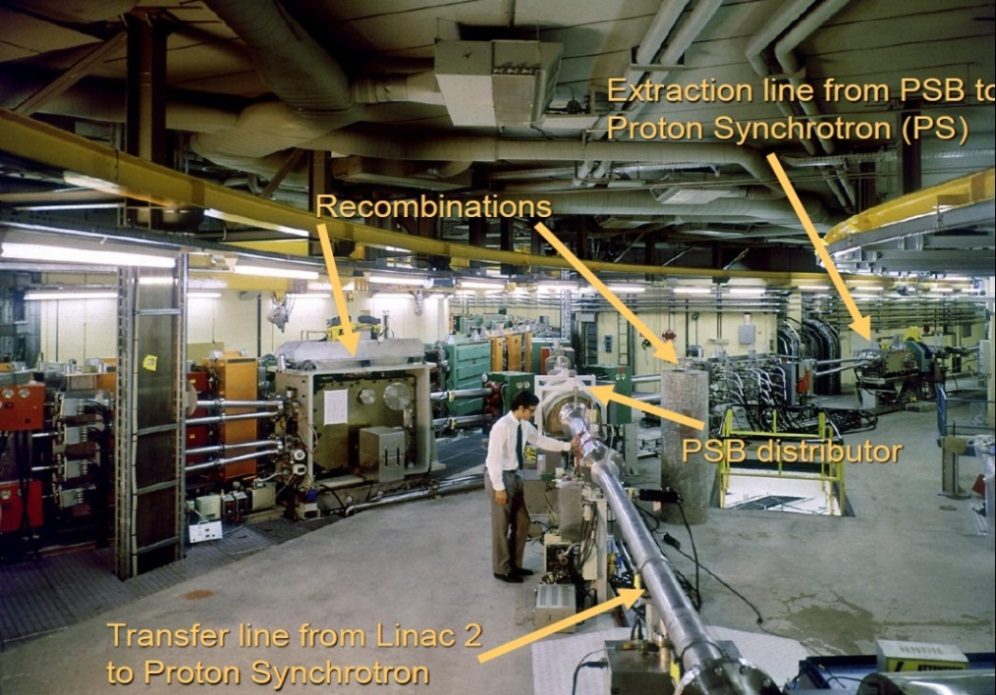 Extraction line from PSB to
Proton Synchrotron (PS)
Recombinations
PSB distributor
Transfer line from Linac 2
to Proton Synchrotron